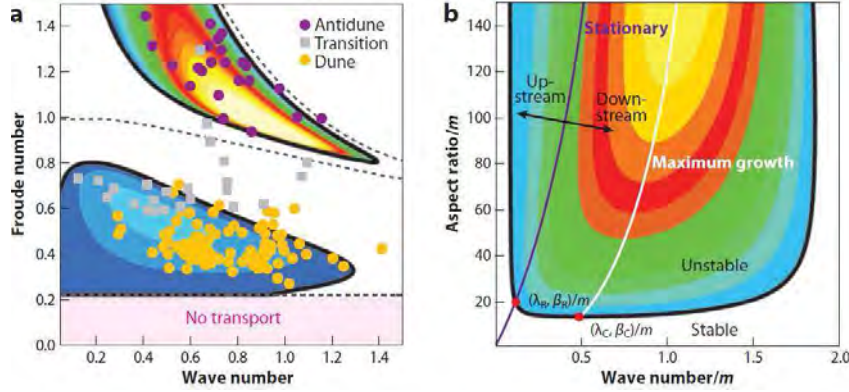 a
Antidune
Transition
Dune
1.4
1.2
1.0
0.8
0.6
0.4
0.2
0.0
Froude number
No transport
0.2
0.4
0.6
0.8
1.0
1.2
1.4
Wave number
b
Stationary
Up-
stream
Down-
stream
Maximum growth
Unstable
Stable
(λR, βR)/m
(λC, βC)/m
140
120
100
80
60
40
20
Aspect ratio/m
0.5
1.0
1.5
2.0
Wave number/m